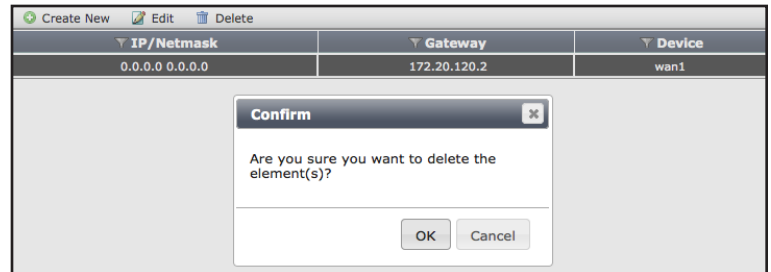 Create New Edit Delete
IP/Netmask Gateway Device
0.0.0.0 0.0.0.0 172.20.120.2 wan1
Confirm
Are you sure you want to delete the
element(s)?
OK Cancel